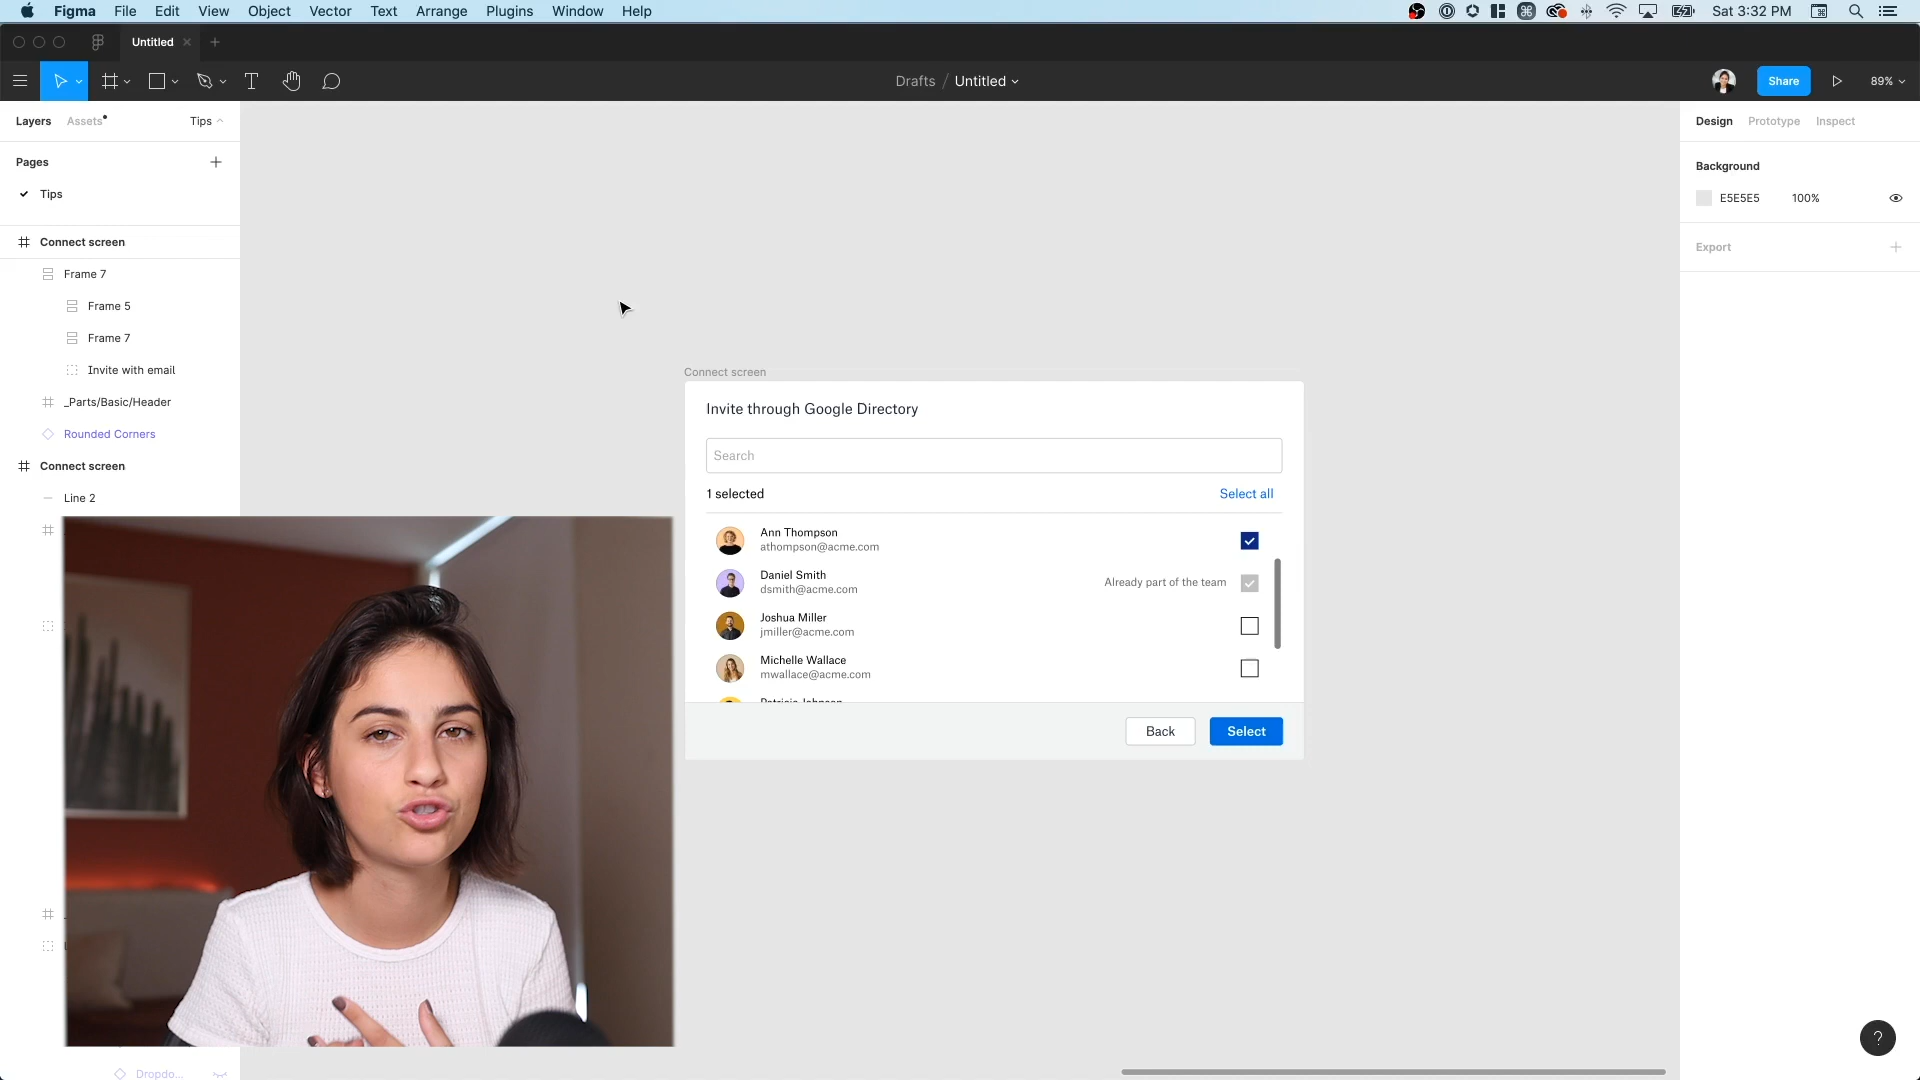 Figma File Edit View Object Vector Text Arrange Plugins Window Help Sat 3:32 PM
Untitled
Drafts / Untitled
Share
89%
Layers Assets Tips
Pages
Tips
Connect screen
Frame 7
Frame 5
Frame 7
Invite with email
_Parts/Basic/Header
Rounded Corners
Connect screen
Line 2
Dropdo...
Connect screen
Invite through Google Directory
Search
1 selected Select all
Ann Thompson
athompson@acme.com
Daniel Smith
dsmith@acme.com
Already part of the team
Joshua Miller
jmiller@acme.com
Michelle Wallace
mwallace@acme.com
Back Select
Design Prototype Inspect
Background
E5E5E5 100%
Export
?